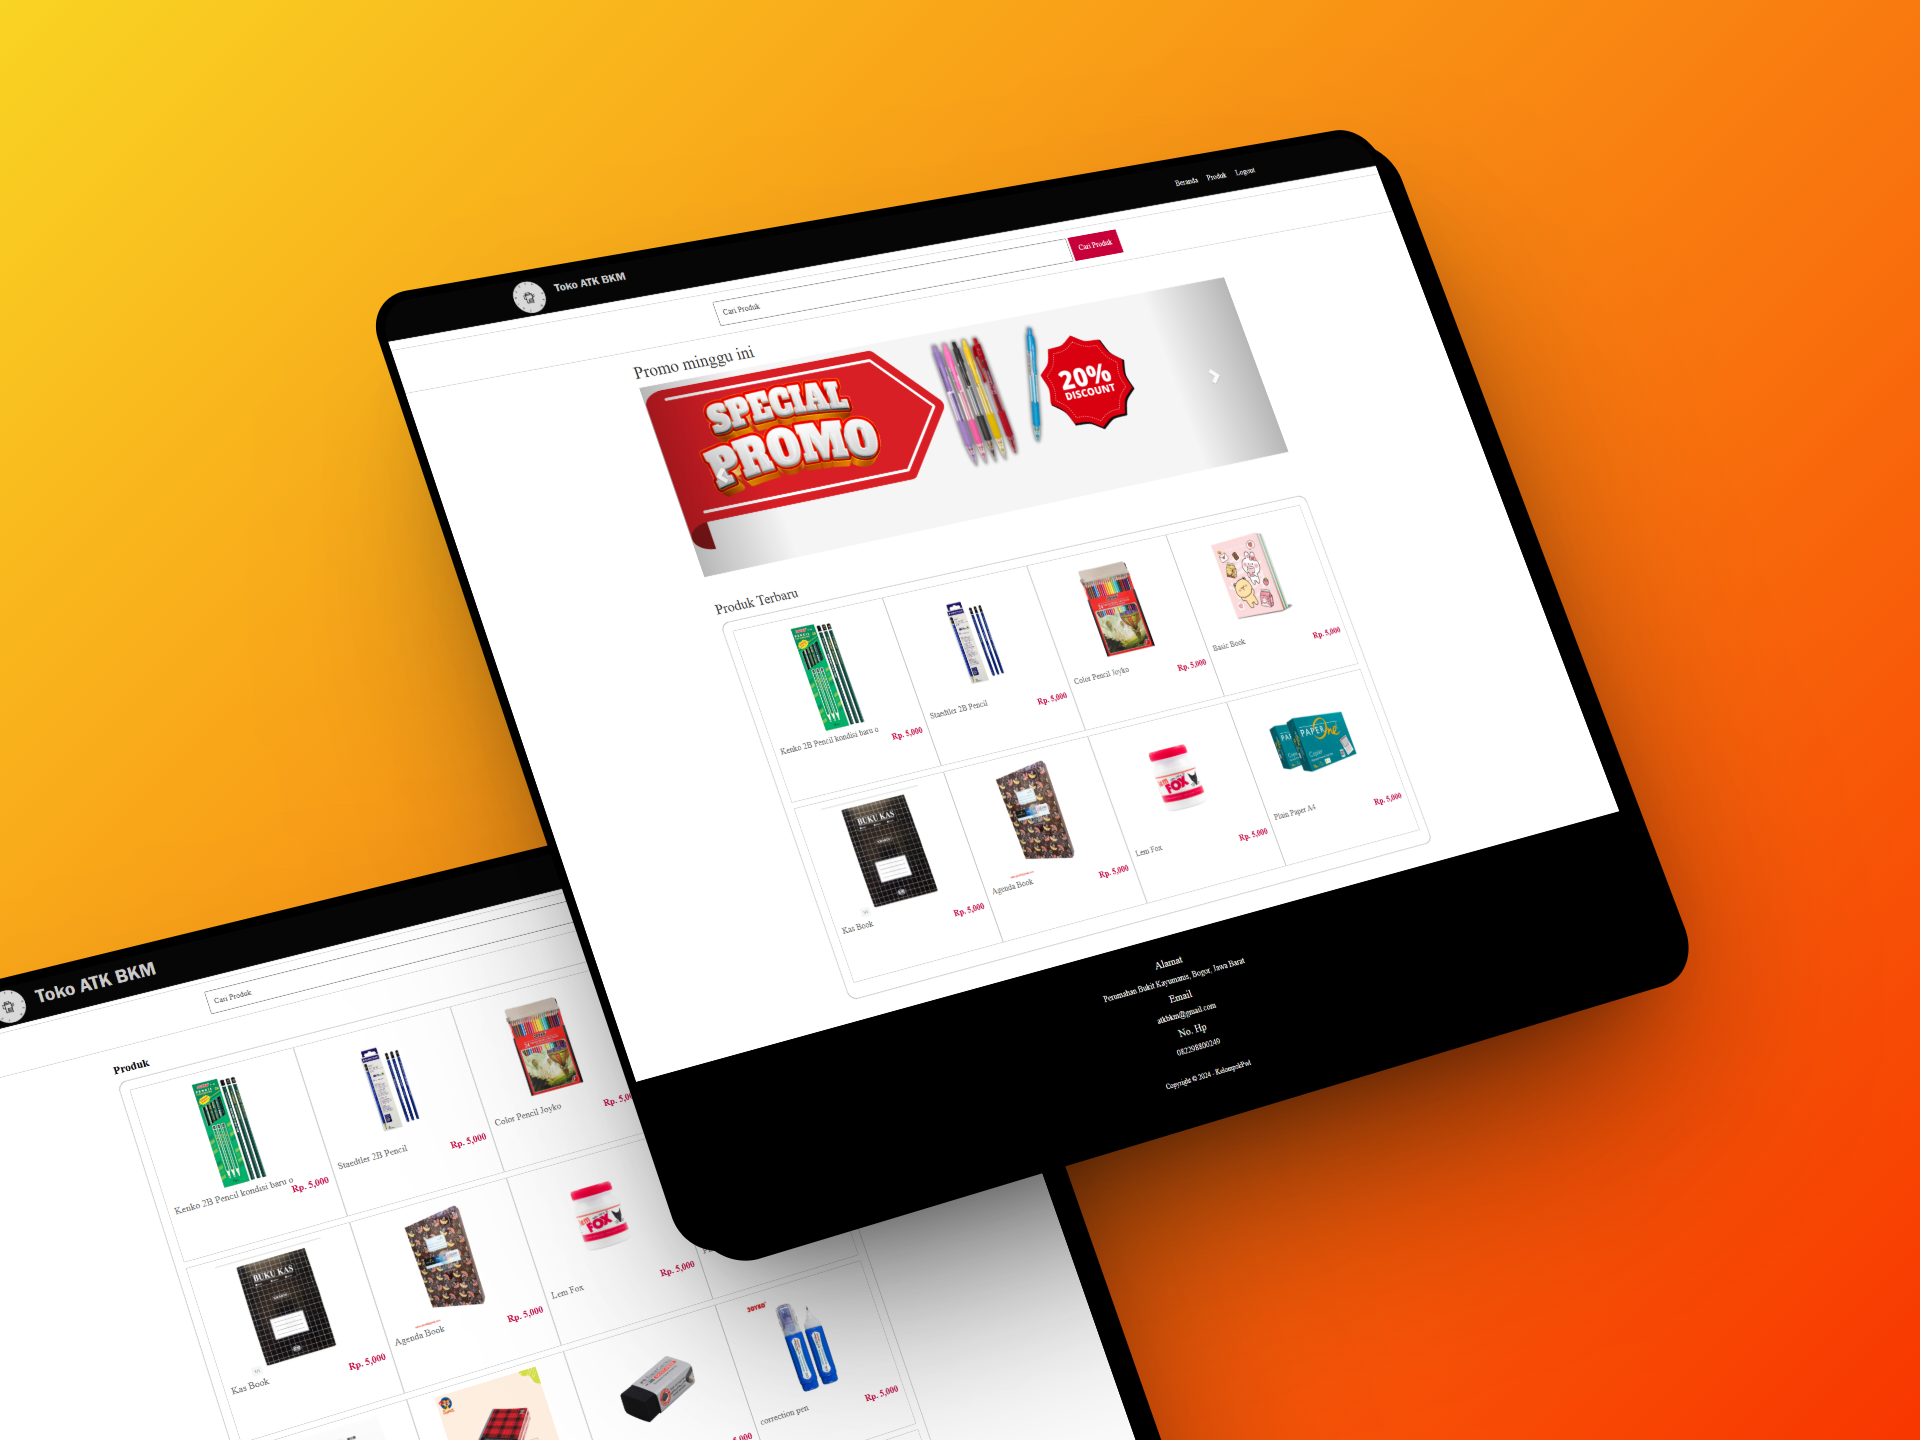 Beranda Produk Logout
Toko ATK BKM
Cari Produk
Cari Produk
Promo minggu ini
SPECIAL
PROMO
20%
DISCOUNT
Produk Terbaru
Kenko 2B Pencil kondisi baru o
Rp. 5,000
Staedtler 2B Pencil
Rp. 5,000
Color Pencil Joyko
Rp. 5,000
Basic Book
Rp. 5,000
BUKU KAS
Kas Book
Rp. 5,000
Agenda Book
Rp. 5,000
FOX
Lem Fox
Rp. 5,000
PAPER One
Plain Paper A4
Rp. 5,000
Alamat
Perumahan Bukit Kayumanis, Bogor, Jawa Barat
Email
atkbkm@gmail.com
No. Hp
082298800249
Copyright © 2024 - KelompokPwl
Toko ATK BKM
Cari Produk
Produk
Kenko 2B Pencil kondisi baru o
Rp. 5,000
Staedtler 2B Pencil
Rp. 5,000
Color Pencil Joyko
BUKU KAS
Kas Book
Rp. 5,000
Agenda Book
Rp. 5,000
FOX
Lem Fox
Rp. 5,000
JOYKO
correction pen
Rp. 5,000